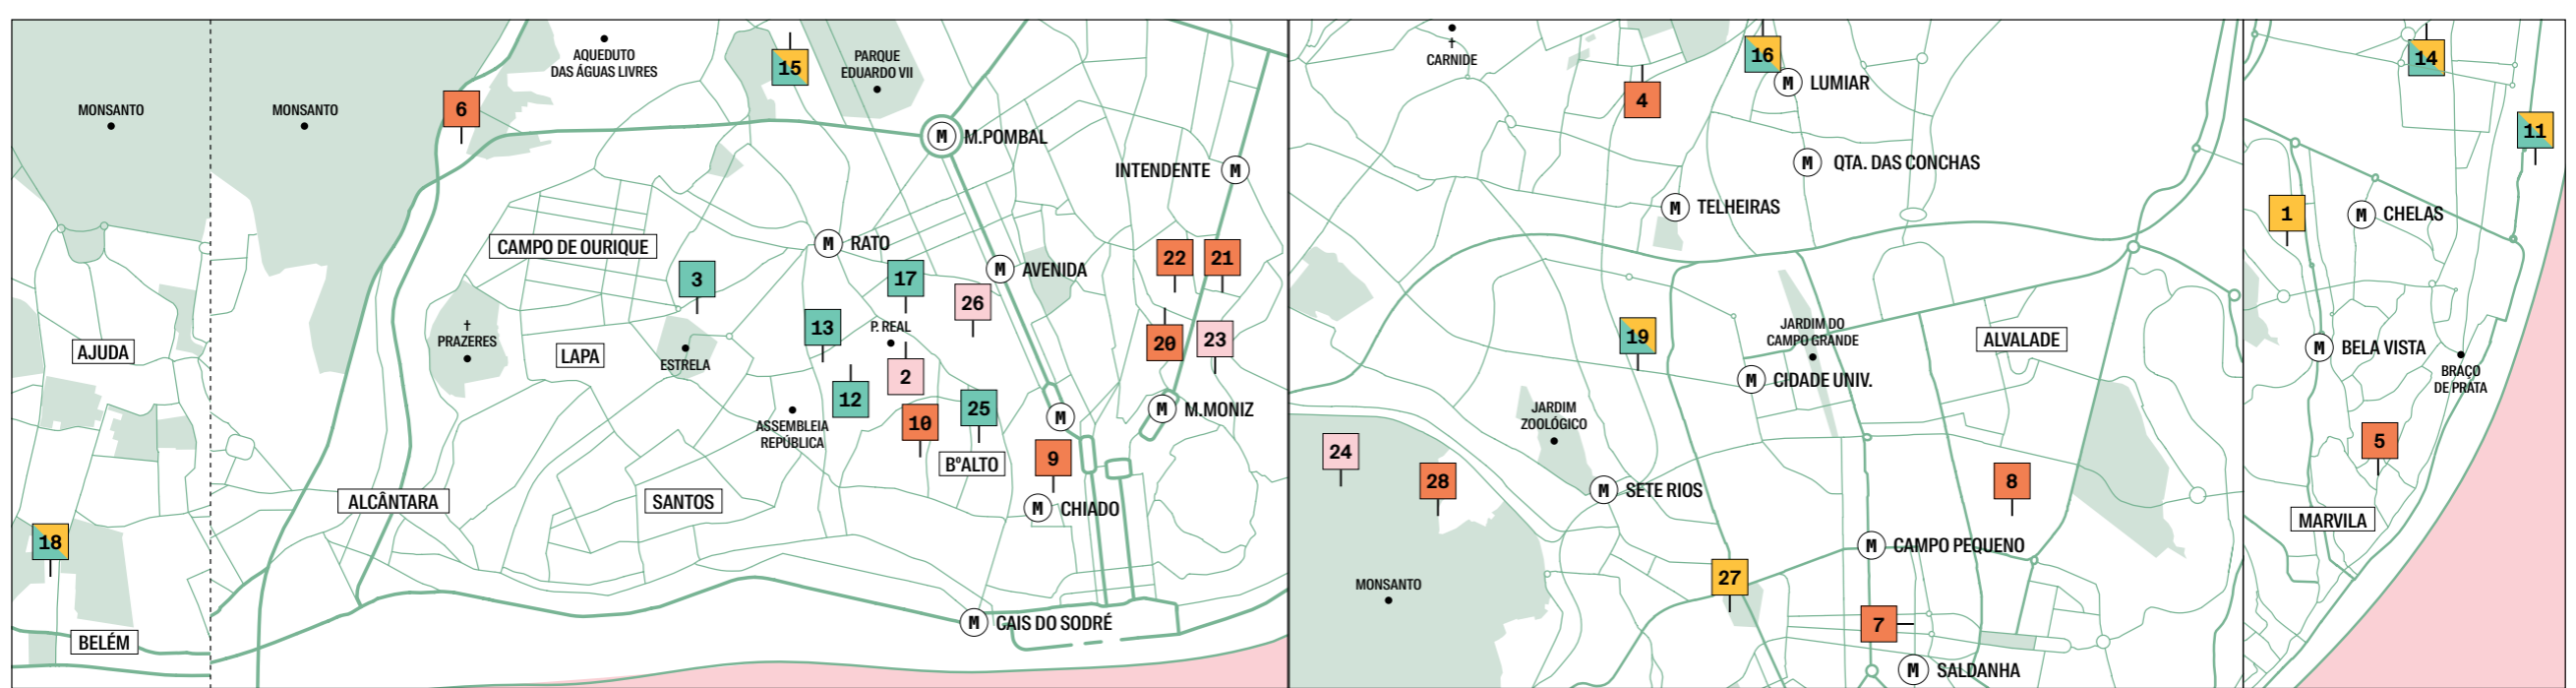 MONSANTO
MONSANTO
6
AQUEDUTO
DAS ÁGUAS LIVRES
15
PARQUE
EDUARDO VII
M
M.POMBAL
INTENDENTE
M
CAMPO DE OURIQUE
M
RATO
3
17
M
AVENIDA
22
21
26
13
P. REAL
20
23
AJUDA
†
PRAZERES
LAPA
ESTRELA
2
12
25
10
ASSEMBLEIA
REPÚBLICA
M
M
M.MONIZ
BºALTO
9
ALCÂNTARA
SANTOS
M
CHIADO
18
BELÉM
M
CAIS DO SODRÉ
†
CARNIDE
4
16
M
LUMIAR
M
QTA. DAS CONCHAS
M
TELHEIRAS
19
JARDIM DO
CAMPO GRANDE
ALVALADE
M
CIDADE UNIV.
JARDIM
ZOOLÓGICO
24
28
M
SETE RIOS
8
M
CAMPO PEQUENO
MONSANTO
27
7
M
SALDANHA
14
11
1
M
CHELAS
M
BELA VISTA
BRAÇO
DE PRATA
5
MARVILA